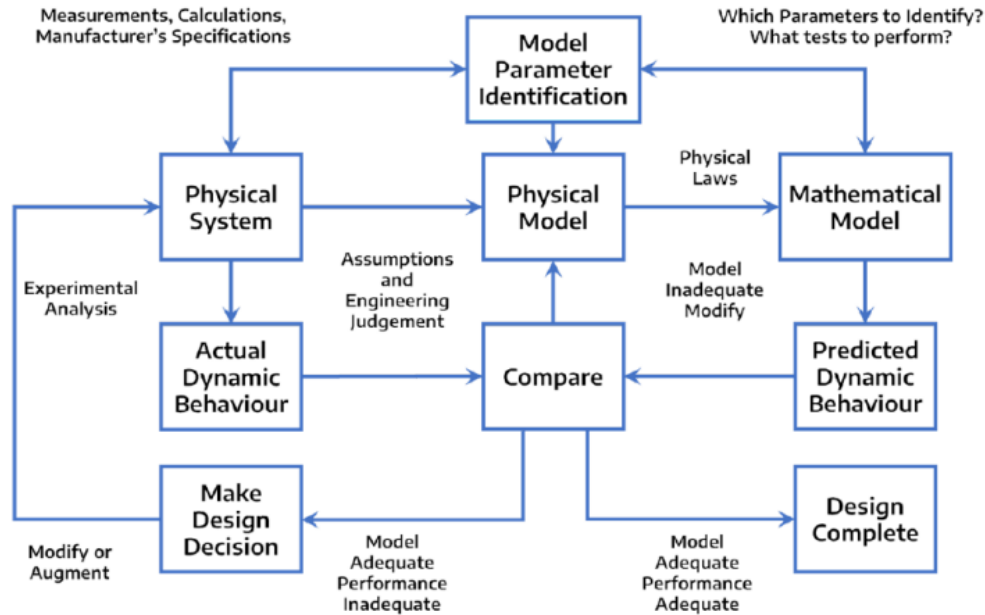 Measurements, Calculations,
Manufacturer's Specifications
Which Parameters to Identify?
What tests to perform?
Model
Parameter
Identification
Physical
System
Physical
Model
Physical
Laws
Mathematical
Model
Experimental
Analysis
Assumptions
and
Engineering
Judgement
Model
Inadequate
Modify
Actual
Dynamic
Behaviour
Compare
Predicted
Dynamic
Behaviour
Make
Design
Decision
Design
Complete
Modify or
Augment
Model
Adequate
Performance
Inadequate
Model
Adequate
Performance
Adequate